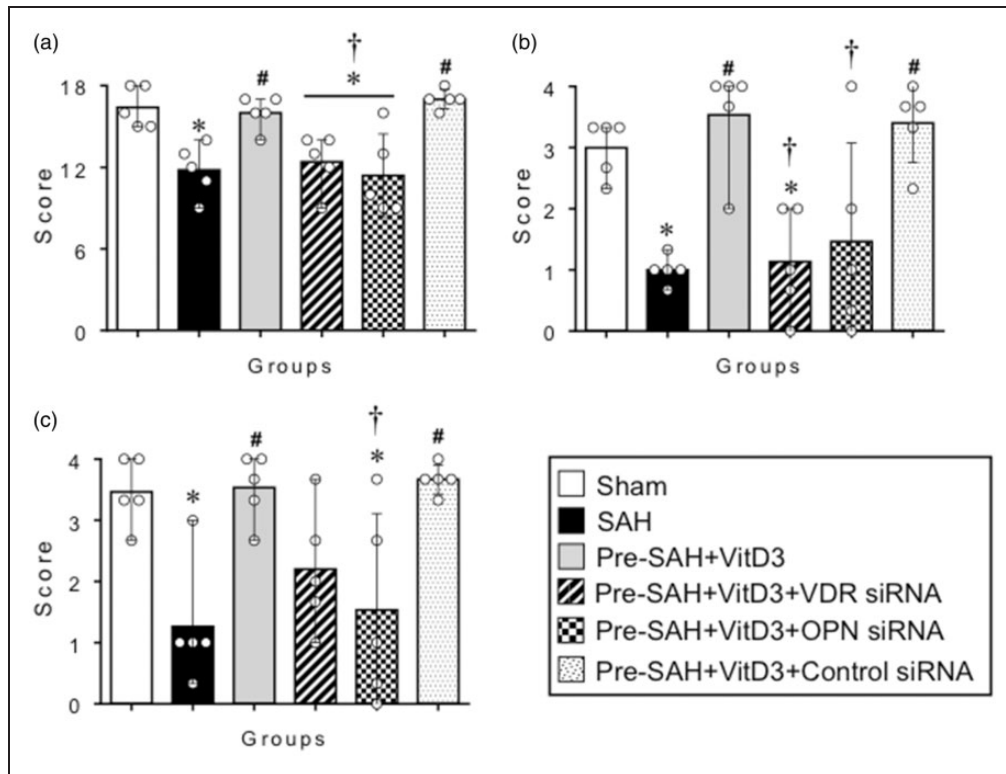 (a)
†
#
*
#
*
18
12
6
0
Score
Groups
(b)
†
#
#
†
*
*
4
3
2
1
0
Score
Groups
(c)
†
#
*
#
*
4
3
2
1
0
Score
Groups
Sham
SAH
Pre-SAH+VitD3
Pre-SAH+VitD3+VDR siRNA
Pre-SAH+VitD3+OPN siRNA
Pre-SAH+VitD3+Control siRNA